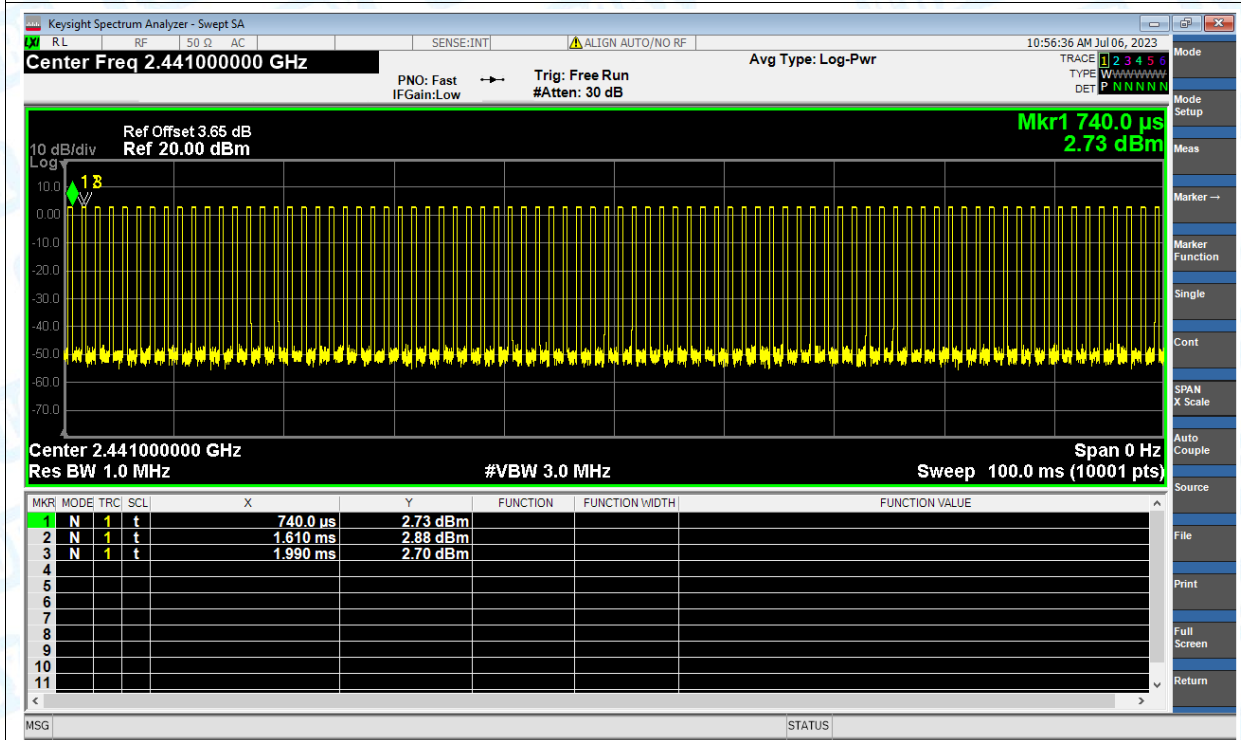 Keysight Spectrum Analyzer - Swept SA
LXI RL RF 50 Ω AC SENSE:INT ALIGN AUTO/NO RF 10:56:36 AM Jul 06, 2023
Center Freq 2.441000000 GHz
PNO: Fast
IFGain:Low
Trig: Free Run
#Atten: 30 dB
Avg Type: Log-Pwr
TRACE 1 2 3 4 5 6
TYPE WWWWWW
DET P NNNNN
Mkr1 740.0 µs
2.73 dBm
Ref Offset 3.65 dB
10 dB/div Ref 20.00 dBm
Log
10.0
0.00
-10.0
-20.0
-30.0
-40.0
-50.0
-60.0
-70.0
1 2 3
Center 2.441000000 GHz Span 0 Hz
Res BW 1.0 MHz #VBW 3.0 MHz Sweep 100.0 ms (10001 pts)
MKR MODE TRC SCL X Y FUNCTION FUNCTION WIDTH FUNCTION VALUE
1 N 1 t 740.0 µs 2.73 dBm
2 N 1 t 1.610 ms 2.88 dBm
3 N 1 t 1.990 ms 2.70 dBm
4
5
6
7
8
9
10
11
MSG STATUS
Mode
Mode
Setup
Meas
Marker →
Marker
Function
Single
Cont
SPAN
X Scale
Auto
Couple
Source
File
Print
Full
Screen
Return